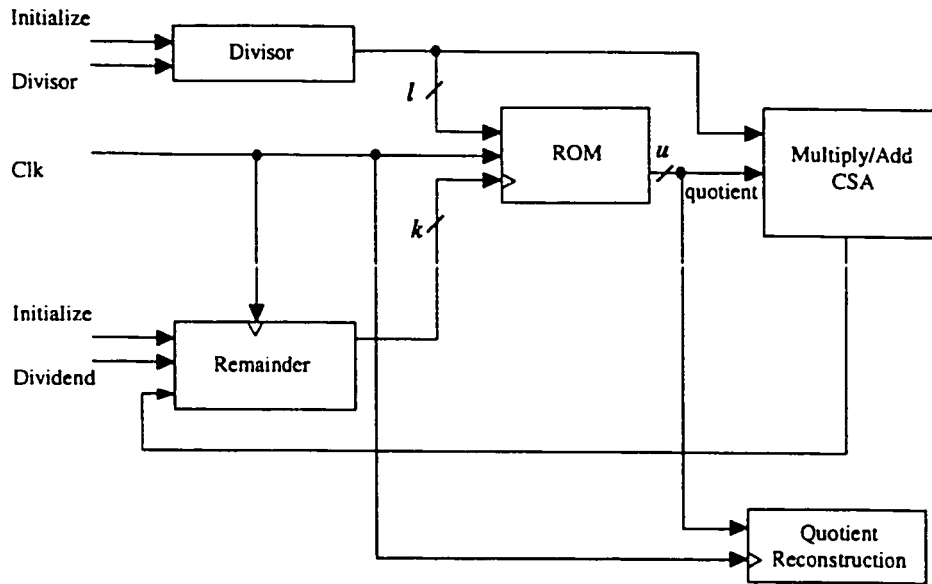 Initialize
Divisor
Divisor
l
ROM
u
Multiply/Add
CSA
Clk
quotient
k
Initialize
Remainder
Dividend
Quotient
Reconstruction